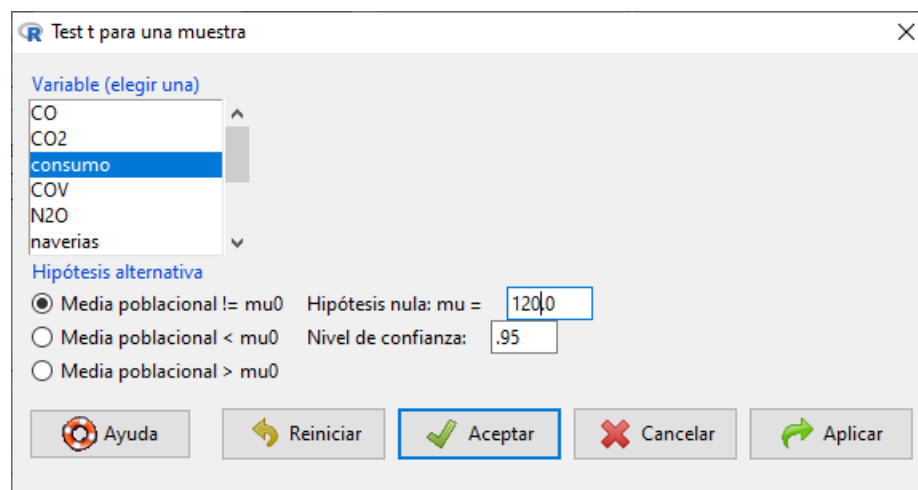 Test t para una muestra
Variable (elegir una)
CO
CO2
consumo
COV
N2O
naverias
Hipótesis alternativa
Media poblacional != mu0 Hipótesis nula: mu = 120.0
Media poblacional < mu0 Nivel de confianza: .95
Media poblacional > mu0
Ayuda Reiniciar Aceptar Cancelar Aplicar